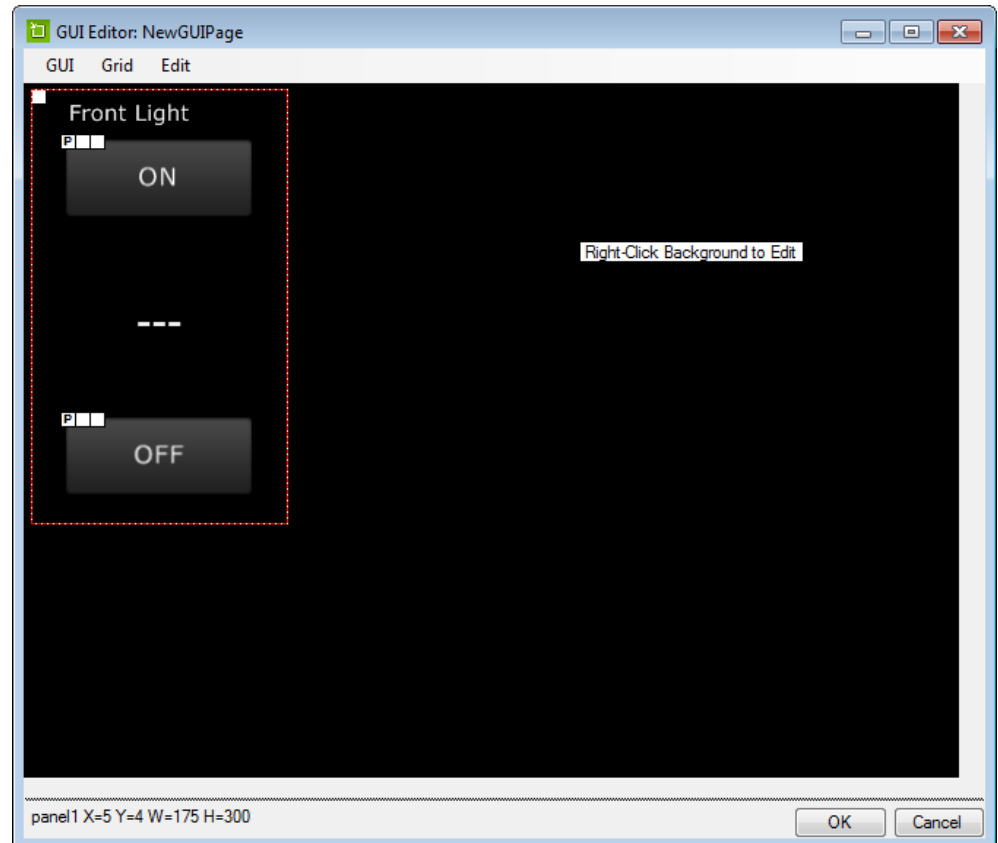 GUI Editor: NewGUIPage
GUI Grid Edit
Front Light
P
ON
Right-Click Background to Edit
---
P
OFF
panel1 X=5 Y=4 W=175 H=300
OK Cancel